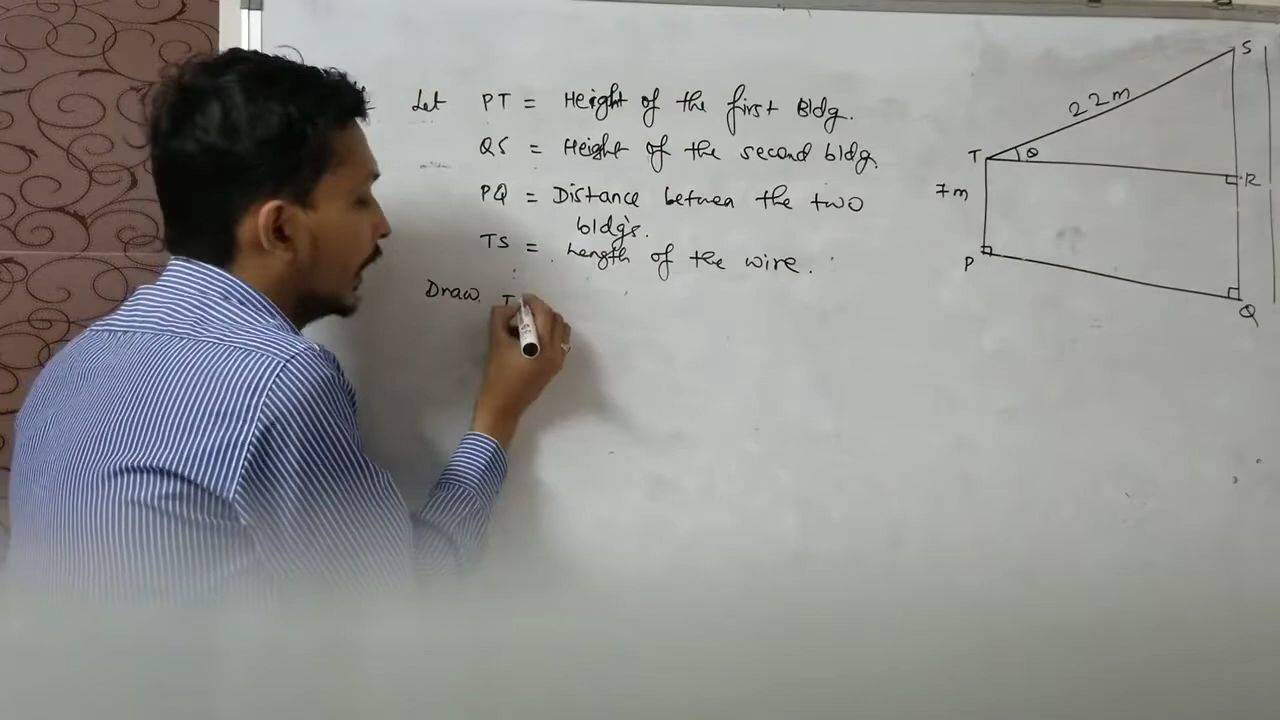 Let PT = Height of the first Bldg.
QS = Height of the second bldg.
PQ = Distance between the two
bldg's.
TS = Length of the wire.
Draw T
S
22m
T θ
R
7m
P
Q